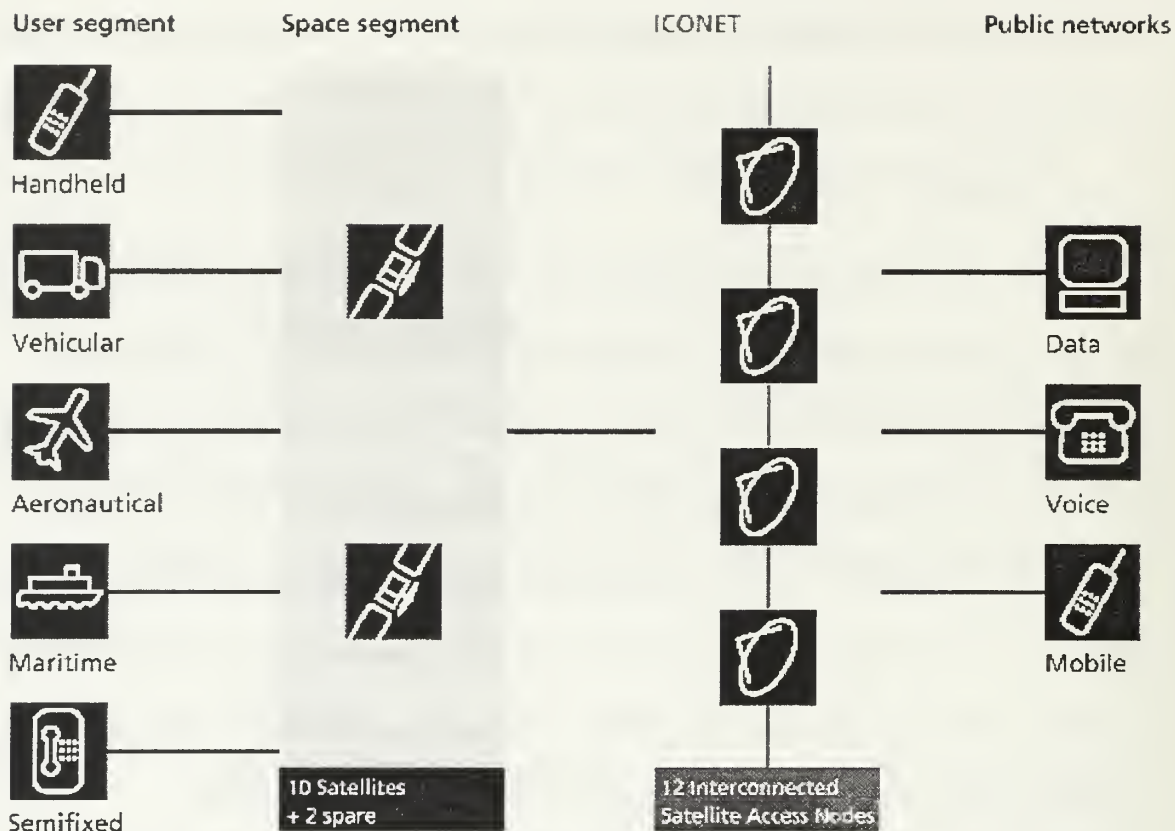 User segment
Space segment
ICONET
Public networks
Handheld
Vehicular
Aeronautical
Maritime
Semifixed
10 Satellites
+ 2 spare
12 Interconnected
Satellite Access Nodes
Data
Voice
Mobile